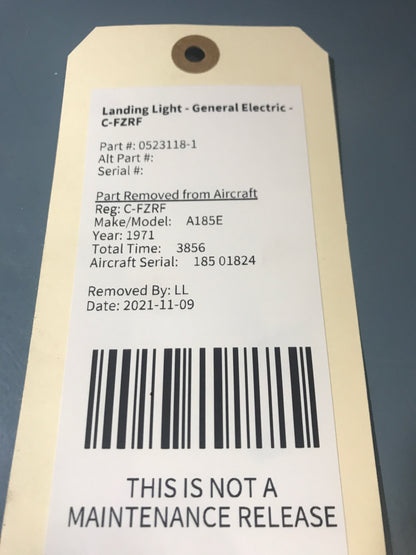 Landing Light - General Electric -
C-FZRF
Part #: 0523118-1
Alt Part #:
Serial #:
Part Removed from Aircraft
Reg: C-FZRF
Make/Model: A185E
Year: 1971
Total Time: 3856
Aircraft Serial: 185 01824
Removed By: LL
Date: 2021-11-09
THIS IS NOT A
MAINTENANCE RELEASE